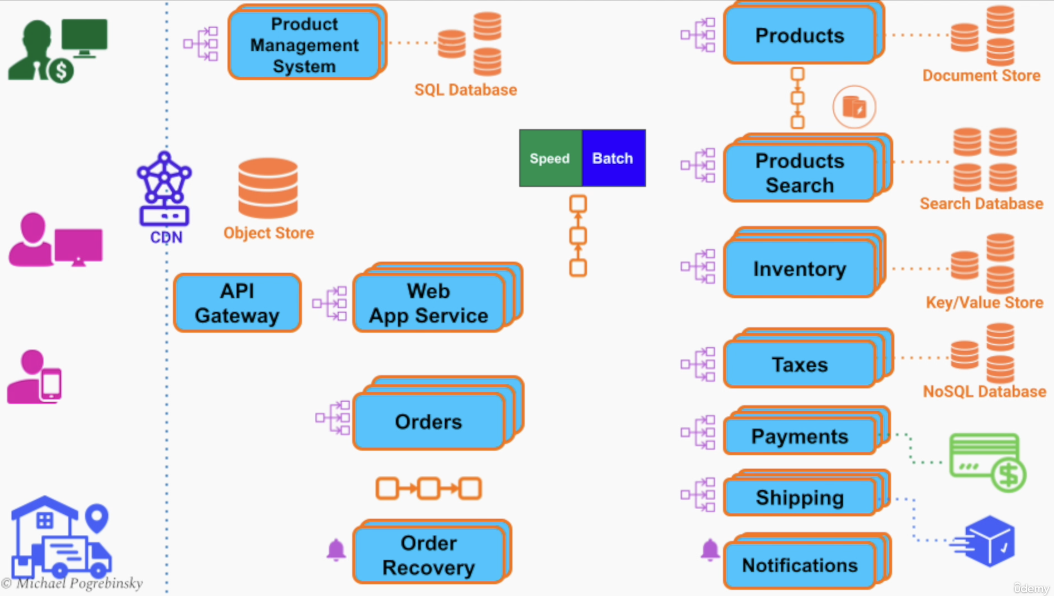 Product
Management
System
SQL Database
Products
Document Store
Speed
Batch
Products
Search
Search Database
CDN
Object Store
Inventory
Key/Value Store
API
Gateway
Web
App Service
Taxes
NoSQL Database
Orders
Payments
Shipping
Order
Recovery
Notifications
© Michael Pogrebinsky
ûdemy